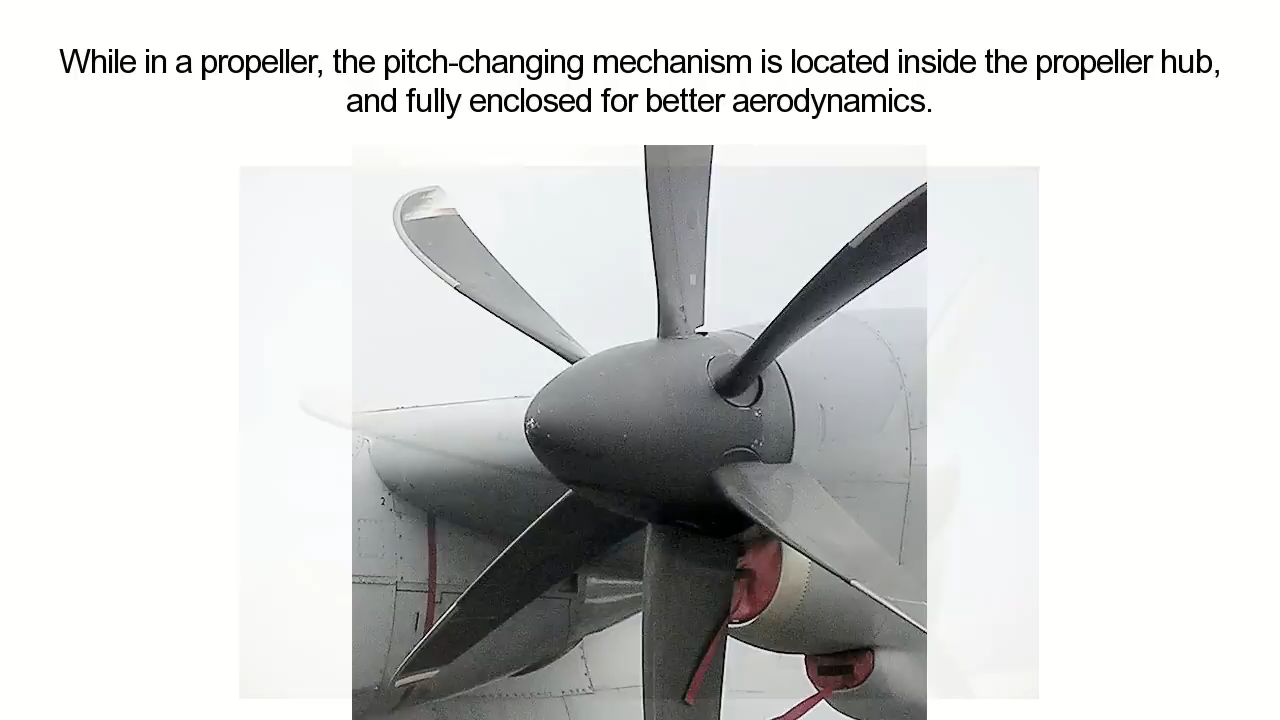 While in a propeller, the pitch-changing mechanism is located inside the propeller hub,
and fully enclosed for better aerodynamics.
2